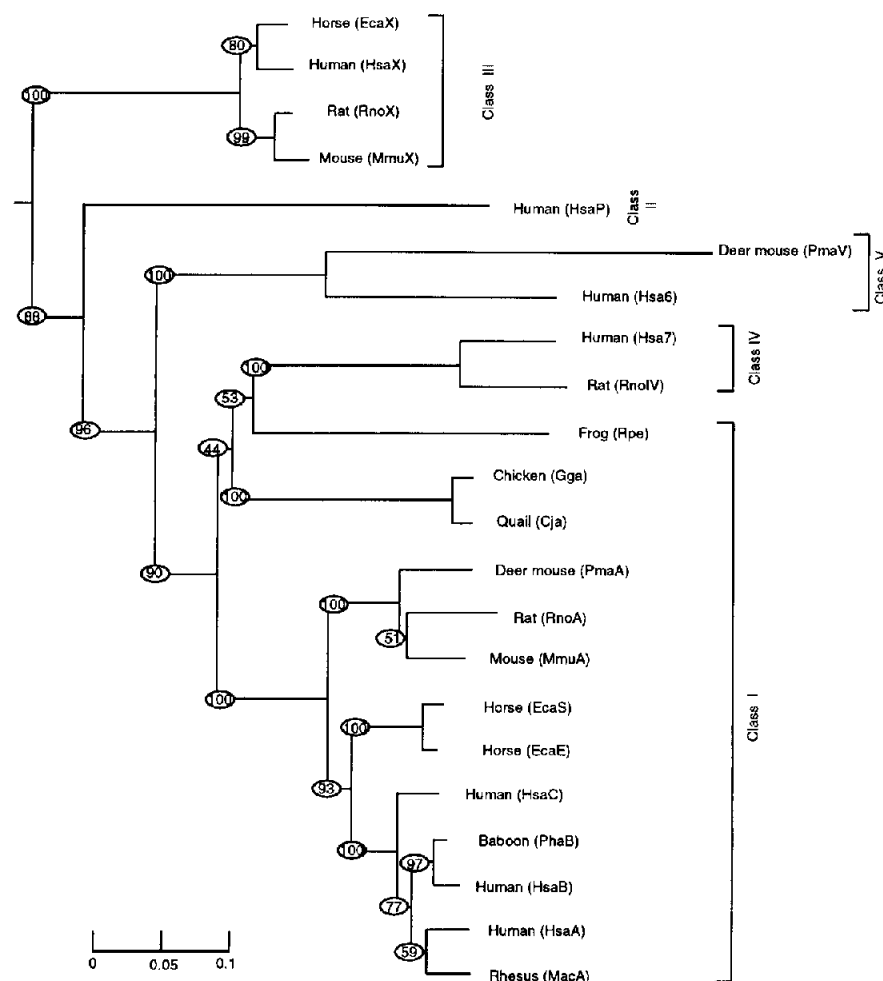 Horse (EcaX)
80
Human (HsaX)
Class III
100
Rat (RnoX)
99
Mouse (MmuX)
Human (HsaP)
Class II
Deer mouse (PmaV)
100
Class V
Human (Hsa6)
88
Human (Hsa7)
100
Class IV
Rat (RnoIV)
53
Frog (Rpe)
96
44
Chicken (Gga)
100
Quail (Cja)
90
Deer mouse (PmaA)
100
Rat (RnoA)
51
Mouse (MmuA)
100
Class I
Horse (EcaS)
100
Horse (EcaE)
93
Human (HsaC)
Baboon (PhaB)
100
97
Human (HsaB)
77
Human (HsaA)
59
Rhesus (MacA)
0 0.05 0.1